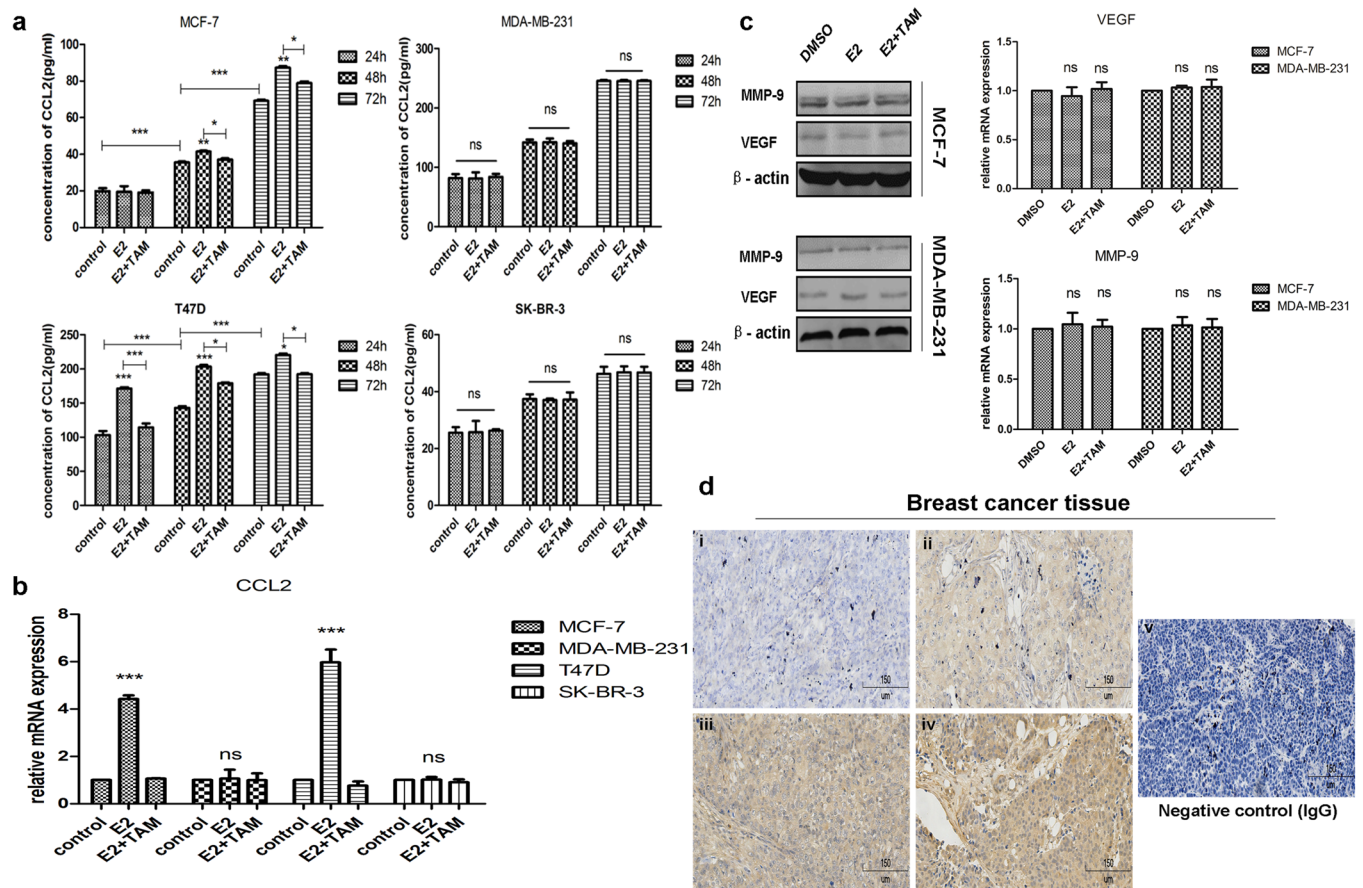 a
MCF-7
concentration of CCL2(pg/ml)
100
80
60
40
20
0
***
***
**
*
**
*
24h
48h
72h
control
E2
E2+TAM
control
E2
E2+TAM
control
E2
E2+TAM
MDA-MB-231
concentration of CCL2(pg/ml)
300
200
100
0
ns
ns
ns
24h
48h
72h
control
E2
E2+TAM
control
E2
E2+TAM
control
E2
E2+TAM
T47D
concentration of CCL2(pg/ml)
250
200
150
100
50
0
***
***
***
***
***
*
*
*
24h
48h
72h
control
E2
E2+TAM
control
E2
E2+TAM
control
E2
E2+TAM
SK-BR-3
concentration of CCL2(pg/ml)
60
40
20
0
ns
ns
ns
24h
48h
72h
control
E2
E2+TAM
control
E2
E2+TAM
control
E2
E2+TAM
b
CCL2
relative mRNA expression
8
6
4
2
0
***
ns
***
ns
MCF-7
MDA-MB-231
T47D
SK-BR-3
control
E2
E2+TAM
control
E2
E2+TAM
control
E2
E2+TAM
control
E2
E2+TAM
c
DMSO
E2
E2+TAM
MMP-9
VEGF
β - actin
MCF-7
MMP-9
VEGF
β - actin
MDA-MB-231
VEGF
relative mRNA expression
1.5
1.0
0.5
0.0
ns
ns
ns
ns
MCF-7
MDA-MB-231
DMSO
E2
E2+TAM
DMSO
E2
E2+TAM
MMP-9
relative mRNA expression
1.5
1.0
0.5
0.0
ns
ns
ns
ns
MCF-7
MDA-MB-231
DMSO
E2
E2+TAM
DMSO
E2
E2+TAM
d
Breast cancer tissue
i
150
um
ii
150
um
iii
150
um
iv
150
um
v
150
um
Negative control (IgG)